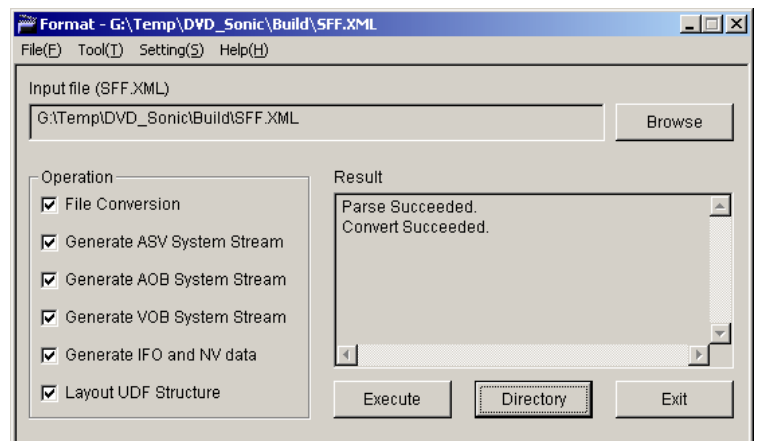 Format - G:\Temp\DVD_Sonic\Build\SFF.XML
File(F) Tool(T) Setting(S) Help(H)
Input file (SFF.XML)
G:\Temp\DVD_Sonic\Build\SFF.XML
Browse
Operation
File Conversion
Generate ASV System Stream
Generate AOB System Stream
Generate VOB System Stream
Generate IFO and NV data
Layout UDF Structure
Result
Parse Succeeded.
Convert Succeeded.
Execute Directory Exit